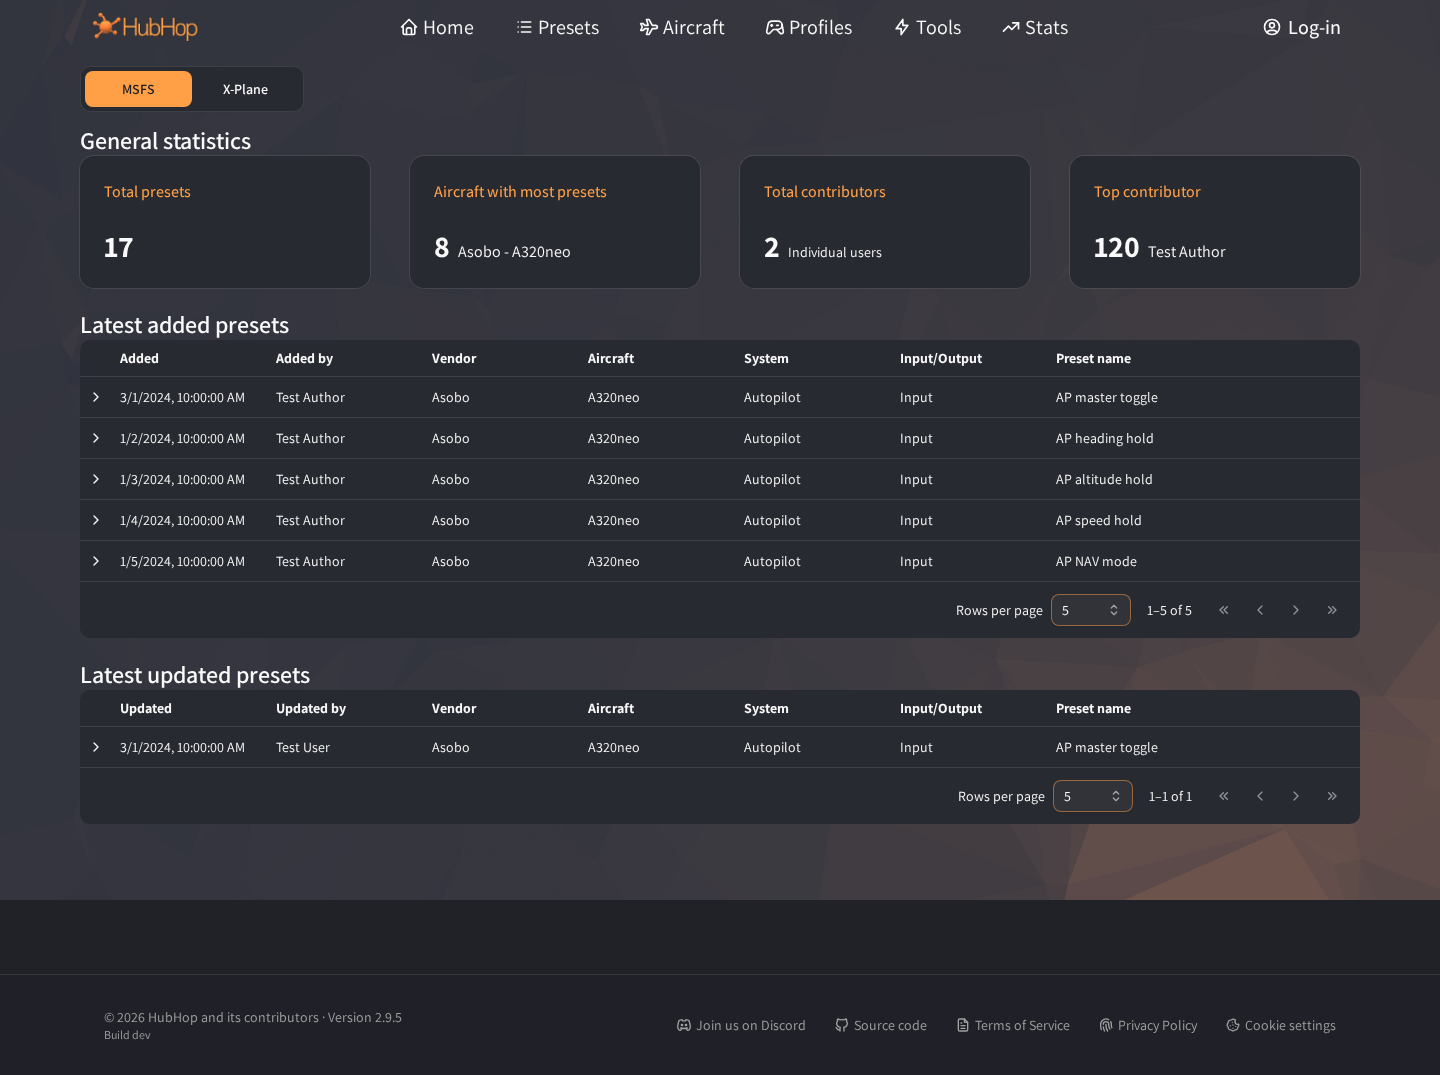 HubHop
Home Presets Aircraft Profiles Tools Stats Log-in
MSFS X-Plane
General statistics
Total presets
17
Aircraft with most presets
8 Asobo - A320neo
Total contributors
2 Individual users
Top contributor
120 Test Author
Latest added presets
Added Added by Vendor Aircraft System Input/Output Preset name
3/1/2024, 10:00:00 AM Test Author Asobo A320neo Autopilot Input AP master toggle
1/2/2024, 10:00:00 AM Test Author Asobo A320neo Autopilot Input AP heading hold
1/3/2024, 10:00:00 AM Test Author Asobo A320neo Autopilot Input AP altitude hold
1/4/2024, 10:00:00 AM Test Author Asobo A320neo Autopilot Input AP speed hold
1/5/2024, 10:00:00 AM Test Author Asobo A320neo Autopilot Input AP NAV mode
Rows per page 5 1–5 of 5
Latest updated presets
Updated Updated by Vendor Aircraft System Input/Output Preset name
3/1/2024, 10:00:00 AM Test User Asobo A320neo Autopilot Input AP master toggle
Rows per page 5 1–1 of 1
© 2026 HubHop and its contributors · Version 2.9.5
Build dev
Join us on Discord Source code Terms of Service Privacy Policy Cookie settings